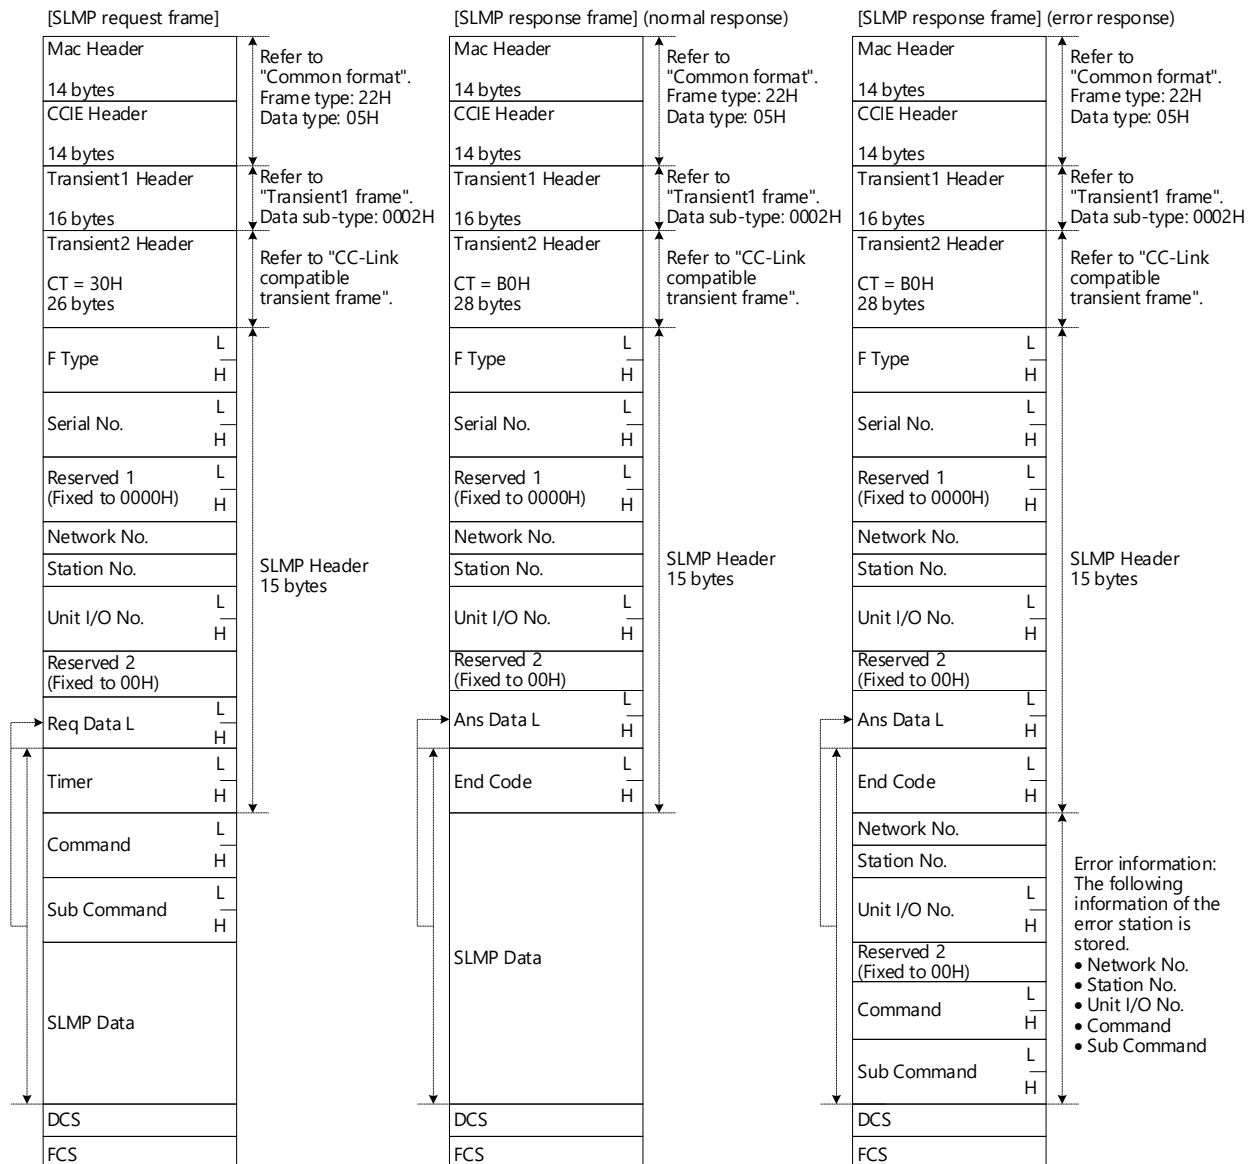 [SLMP request frame]
Mac Header
14 bytes
CCIE Header
14 bytes
Refer to
"Common format".
Frame type: 22H
Data type: 05H
Transient1 Header
16 bytes
Refer to
"Transient1 frame".
Data sub-type: 0002H
Transient2 Header
CT = 30H
26 bytes
Refer to "CC-Link
compatible
transient frame".
F Type
L
H
Serial No.
L
H
Reserved 1
(Fixed to 0000H)
L
H
Network No.
Station No.
Unit I/O No.
L
H
Reserved 2
(Fixed to 00H)
Req Data L
L
H
Timer
L
H
SLMP Header
15 bytes
Command
L
H
Sub Command
L
H
SLMP Data
DCS
FCS
[SLMP response frame] (normal response)
Mac Header
14 bytes
CCIE Header
14 bytes
Refer to
"Common format".
Frame type: 22H
Data type: 05H
Transient1 Header
16 bytes
Refer to
"Transient1 frame".
Data sub-type: 0002H
Transient2 Header
CT = B0H
28 bytes
Refer to "CC-Link
compatible
transient frame".
F Type
L
H
Serial No.
L
H
Reserved 1
(Fixed to 0000H)
L
H
Network No.
Station No.
Unit I/O No.
L
H
Reserved 2
(Fixed to 00H)
Ans Data L
L
H
End Code
L
H
SLMP Header
15 bytes
SLMP Data
DCS
FCS
[SLMP response frame] (error response)
Mac Header
14 bytes
CCIE Header
14 bytes
Refer to
"Common format".
Frame type: 22H
Data type: 05H
Transient1 Header
16 bytes
Refer to
"Transient1 frame".
Data sub-type: 0002H
Transient2 Header
CT = B0H
28 bytes
Refer to "CC-Link
compatible
transient frame".
F Type
L
H
Serial No.
L
H
Reserved 1
(Fixed to 0000H)
L
H
Network No.
Station No.
Unit I/O No.
L
H
Reserved 2
(Fixed to 00H)
Ans Data L
L
H
End Code
L
H
SLMP Header
15 bytes
Network No.
Station No.
Unit I/O No.
L
H
Reserved 2
(Fixed to 00H)
Command
L
H
Sub Command
L
H
Error information:
The following
information of the
error station is
stored.
• Network No.
• Station No.
• Unit I/O No.
• Command
• Sub Command
DCS
FCS